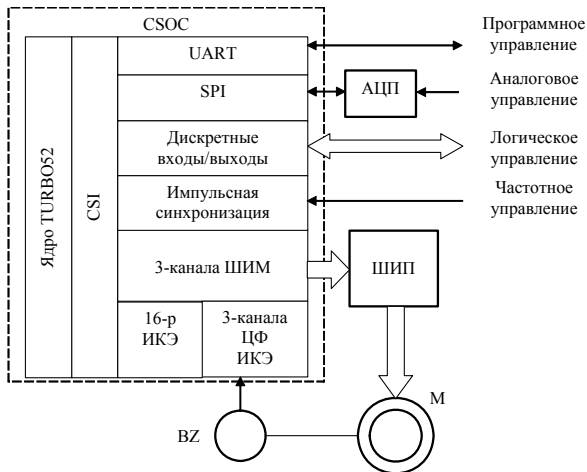 CSOC
Ядро TURBO52
CSI
UART
SPI
Дискретные
входы/выходы
Импульсная
синхронизация
3-канала ШИМ
16-р
ИКЭ
3-канала
ЦФ
ИКЭ
АЦП
ШИП
Программное
управление
Аналоговое
управление
Логическое
управление
Частотное
управление
BZ
M